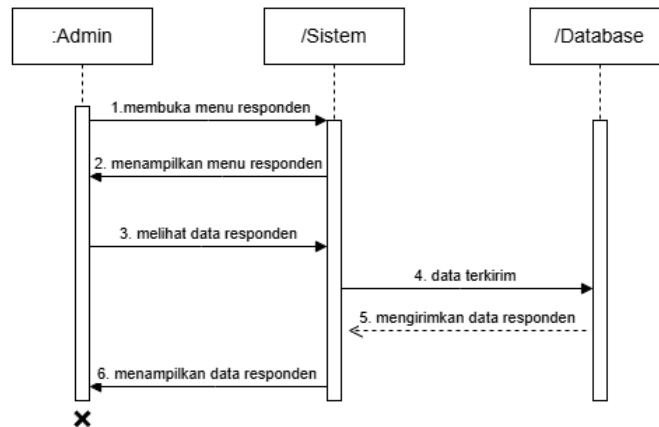 :Admin
/Sistem
/Database
1.membuka menu responden
2. menampilkan menu responden
3. melihat data responden
4. data terkirim
5. mengirimkan data responden
6. menampilkan data responden